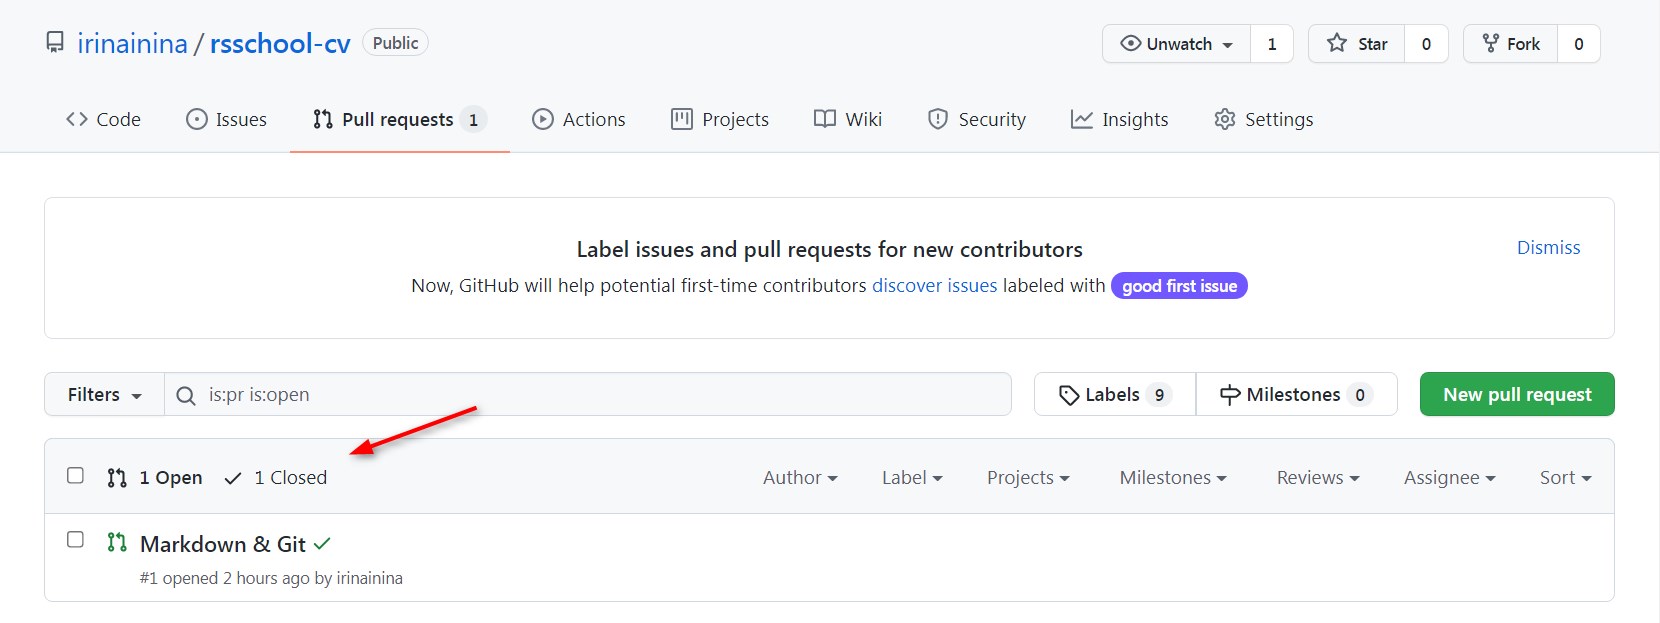 irinainina / rsschool-cv Public Unwatch 1 Star 0 Fork 0
Code Issues Pull requests 1 Actions Projects Wiki Security Insights Settings
Label issues and pull requests for new contributors Dismiss
Now, GitHub will help potential first-time contributors discover issues labeled with good first issue
Filters is:pr is:open Labels 9 Milestones 0 New pull request
1 Open 1 Closed Author Label Projects Milestones Reviews Assignee Sort
Markdown & Git
#1 opened 2 hours ago by irinainina